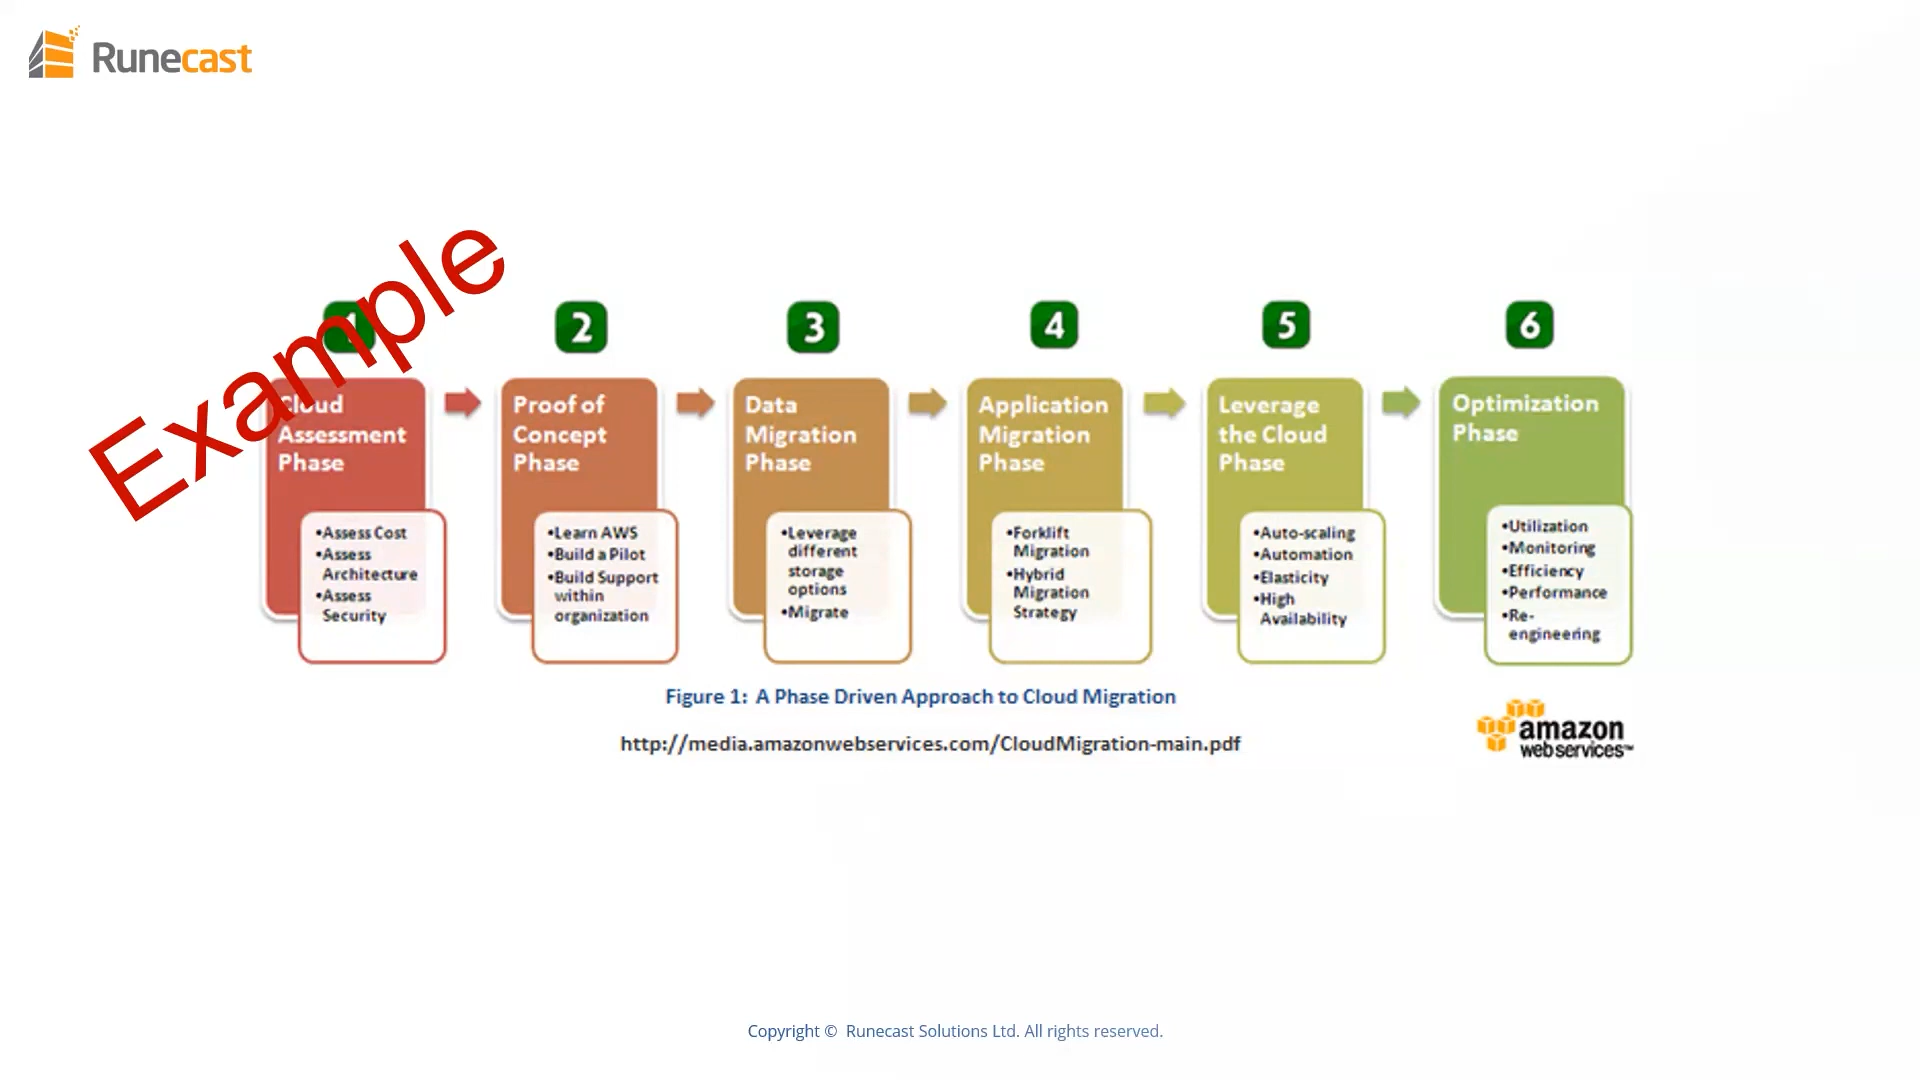 Runecast
Example
1
2
3
4
5
6
Cloud
Assessment
Phase
•Assess Cost
•Assess
Architecture
•Assess
Security
Proof of
Concept
Phase
•Learn AWS
•Build a Pilot
•Build Support
within
organization
Data
Migration
Phase
•Leverage
different
storage
options
•Migrate
Application
Migration
Phase
•Forklift
Migration
•Hybrid
Migration
Strategy
Leverage
the Cloud
Phase
•Auto-scaling
•Automation
•Elasticity
•High
Availability
Optimization
Phase
•Utilization
•Monitoring
•Efficiency
•Performance
•Re-
engineering
Figure 1: A Phase Driven Approach to Cloud Migration
http://media.amazonwebservices.com/CloudMigration-main.pdf
amazon
webservices™
Copyright © Runecast Solutions Ltd. All rights reserved.